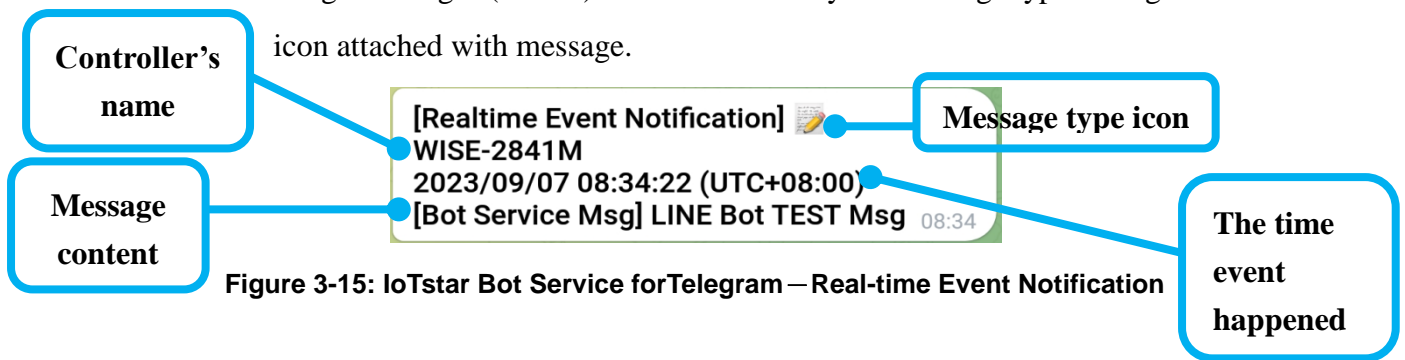 icon attached with message.
Controller’s
name
[Realtime Event Notification] 📝
Message type icon
WISE-2841M
2023/09/07 08:34:22 (UTC+08:00)
Message
content
[Bot Service Msg] LINE Bot TEST Msg 08:34
The time
event
happened
Figure 3-15: IoTstar Bot Service forTelegram－Real-time Event Notification